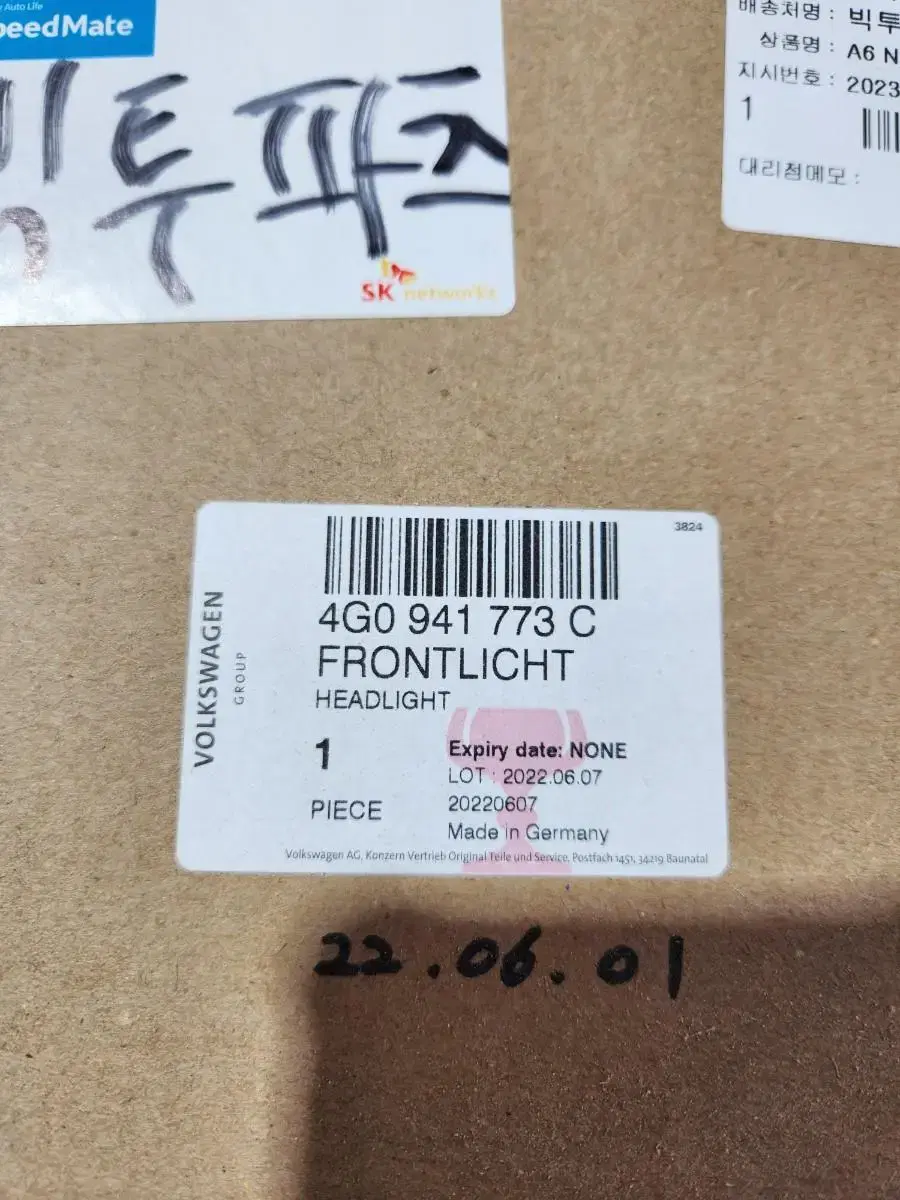 Auto Life
peedMate
투파츠
SK networks
배송처명 : 빅투
상품명 : A6 N
지시번호 : 2023
1
대리점메모 :
3824
VOLKSWAGEN
GROUP
4G0 941 773 C
FRONTLICHT
HEADLIGHT
1
PIECE
Expiry date: NONE
LOT : 2022.06.07
20220607
Made in Germany
Volkswagen AG, Konzern Vertrieb Original Teile und Service, Postfach 1451, 34219 Baunatal
22.06.01